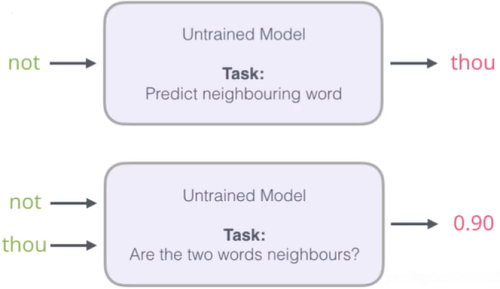 Untrained Model
not
Task:
thou
Predict neighbouring word
Untrained Model
not
thou
Task:
Are the two words neighbours?
0.90